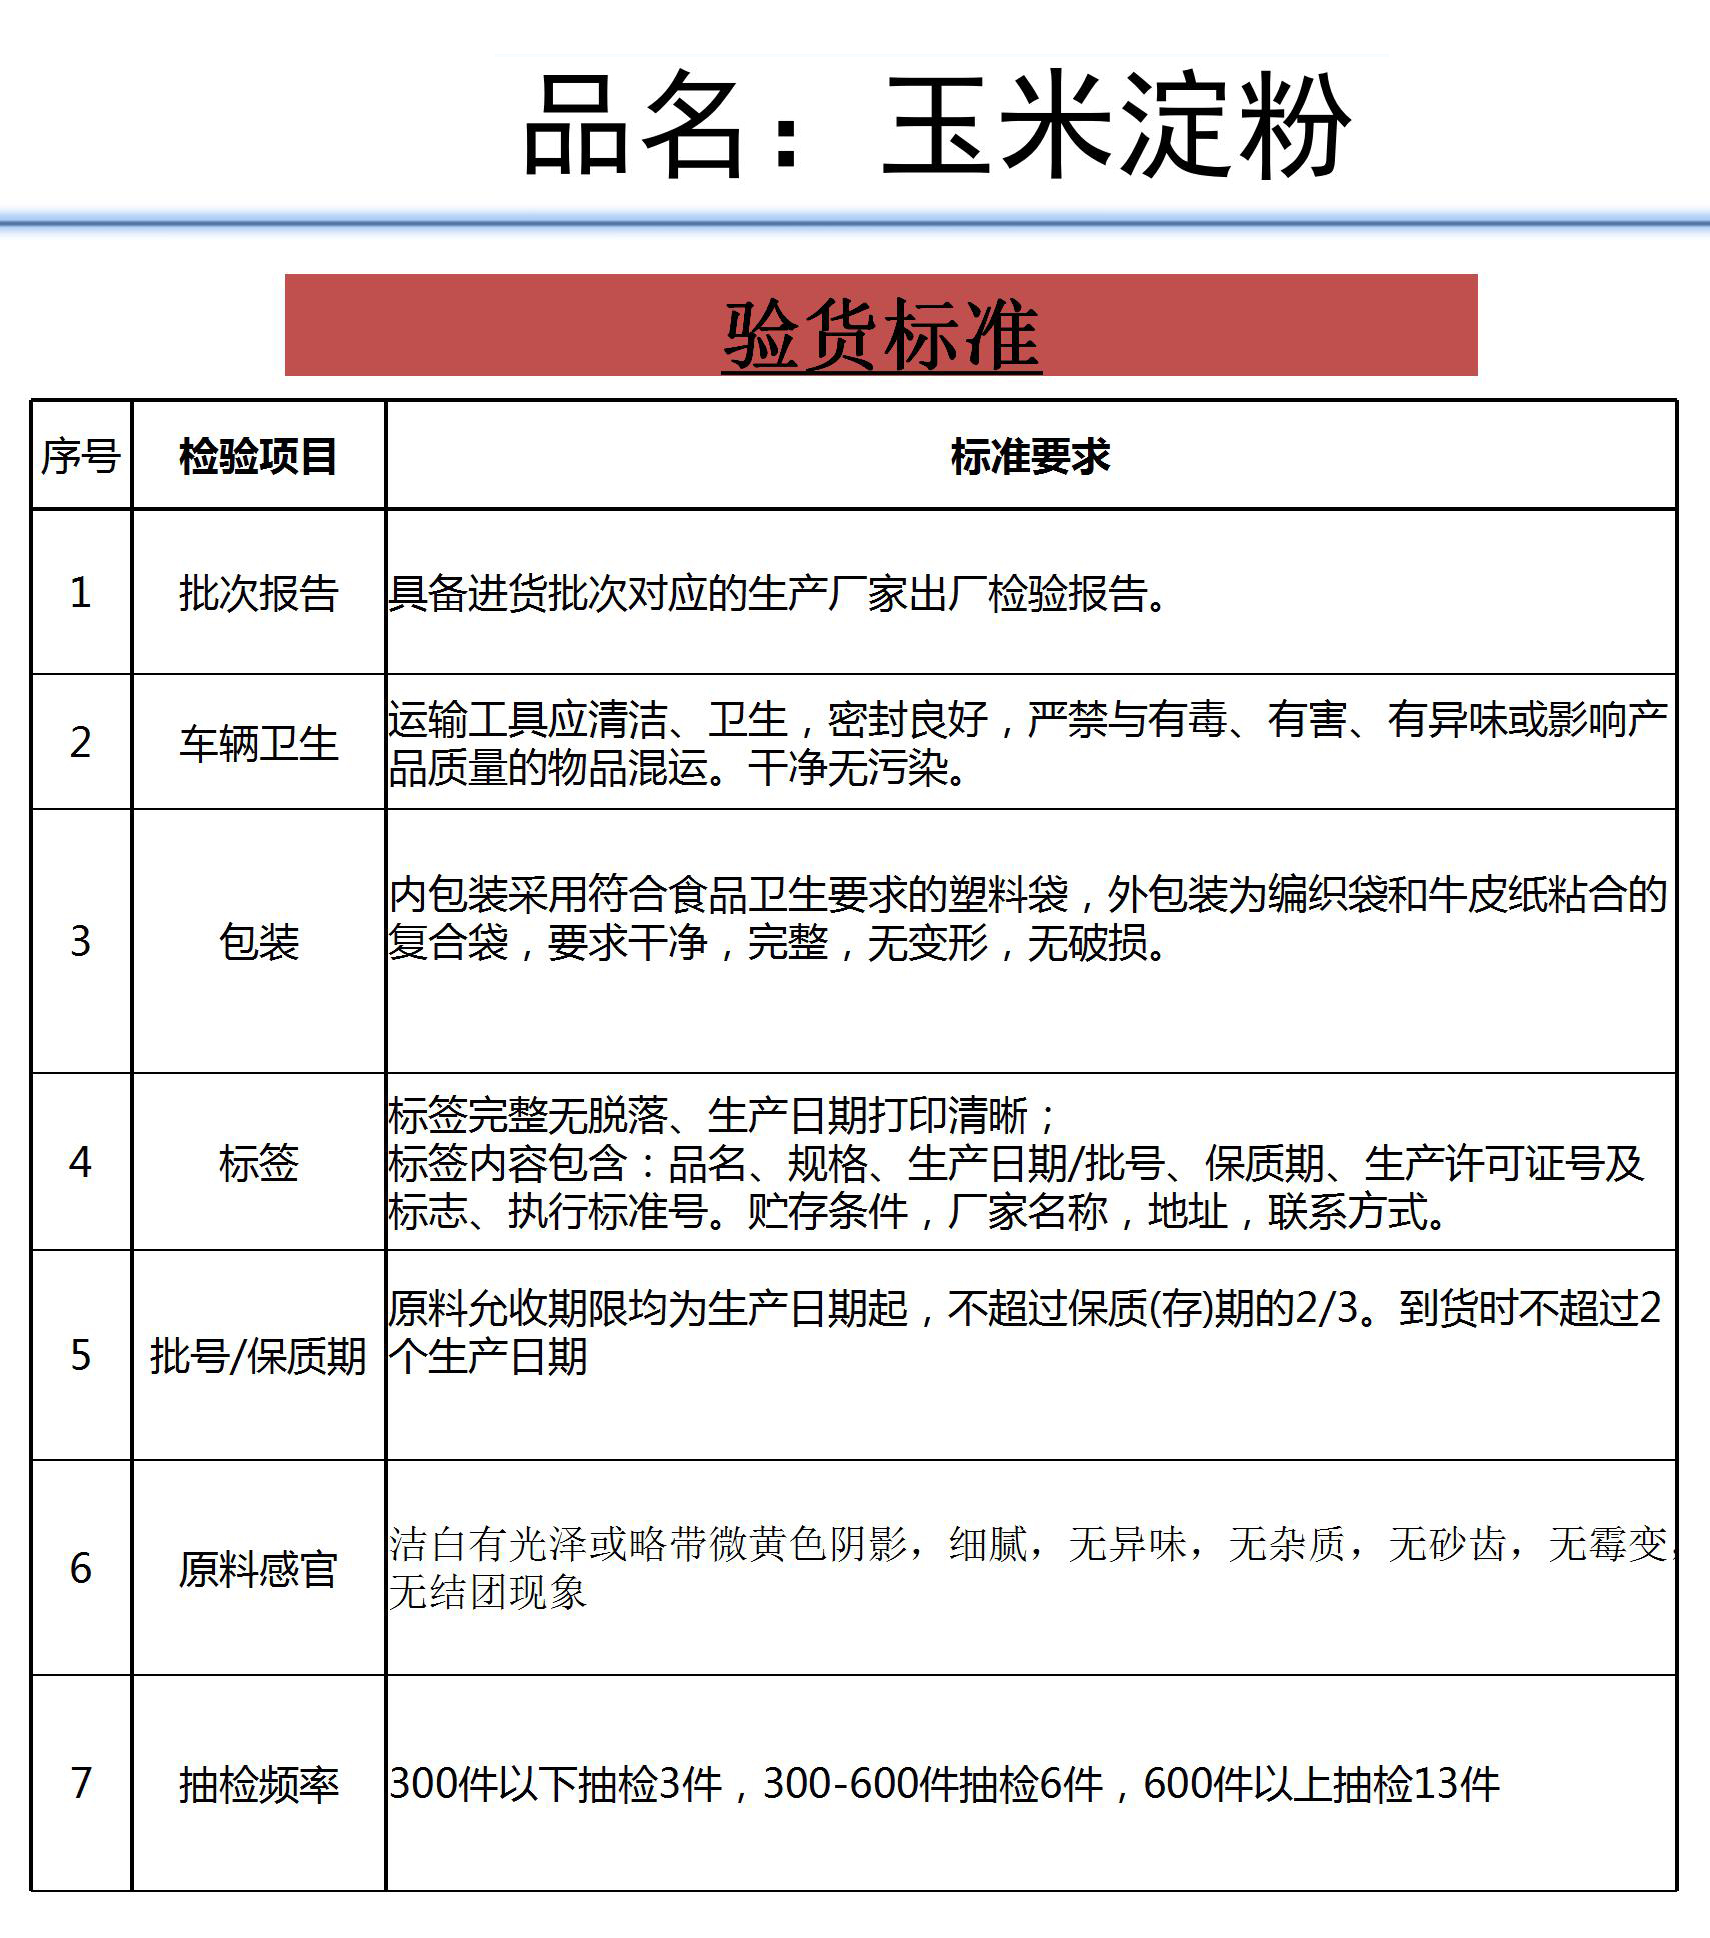 品名：玉米淀粉
验货标准
序号 检验项目 标准要求
1 批次报告 具备进货批次对应的生产厂家出厂检验报告。
2 车辆卫生 运输工具应清洁、卫生，密封良好，严禁与有毒、有害、有异味或影响产
品质量的物品混运。干净无污染。
3 包装 内包装采用符合食品卫生要求的塑料袋，外包装为编织袋和牛皮纸粘合的
复合袋，要求干净，完整，无变形，无破损。
标签完整无脱落、生产日期打印清晰；
4 标签 标签内容包含：品名、规格、生产日期/批号、保质期、生产许可证号及
标志、执行标准号。贮存条件，厂家名称，地址，联系方式。
5 批号/保质期 原料允收期限均为生产日期起，不超过保质(存)期的2/3。到货时不超过2
个生产日期
6 原料感官 洁白有光泽或略带微黄色阴影，细腻，无异味，无杂质，无砂齿，无霉变，
无结团现象
7 抽检频率 300件以下抽检3件，300-600件抽检6件，600件以上抽检13件